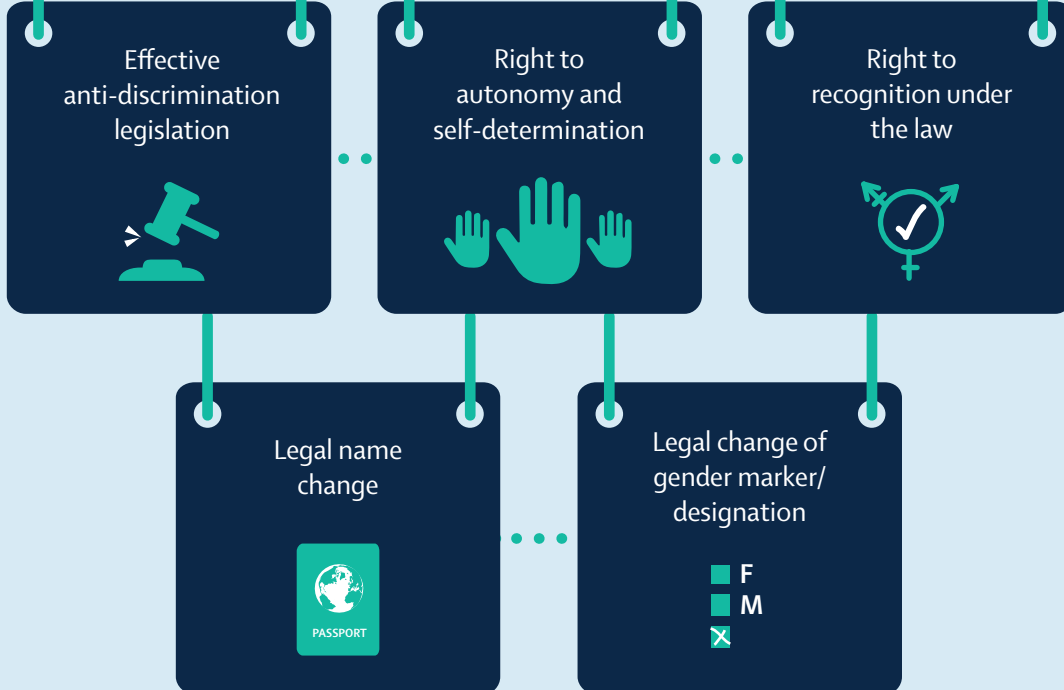 Effective
anti-discrimination
legislation
Right to
autonomy and
self-determination
Right to
recognition under
the law
Legal name
change
PASSPORT
Legal change of
gender marker/
designation
F
M